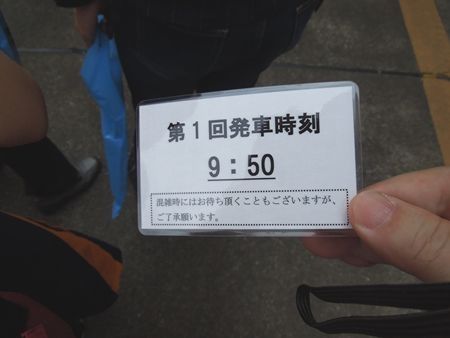 第1回発車時刻
9：50
混雑時にはお待ち頂くこともございますが、
ご了承願います。